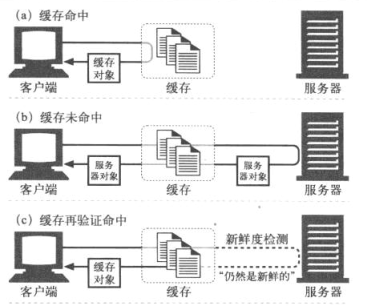 (a) 缓存命中
缓存
对象
客户端
缓存
服务器
(b) 缓存未命中
服务
器对象
服务
器对象
客户端
缓存
服务器
(c) 缓存再验证命中
新鲜度检测
缓存
对象
“仍然是新鲜的”
客户端
缓存
服务器